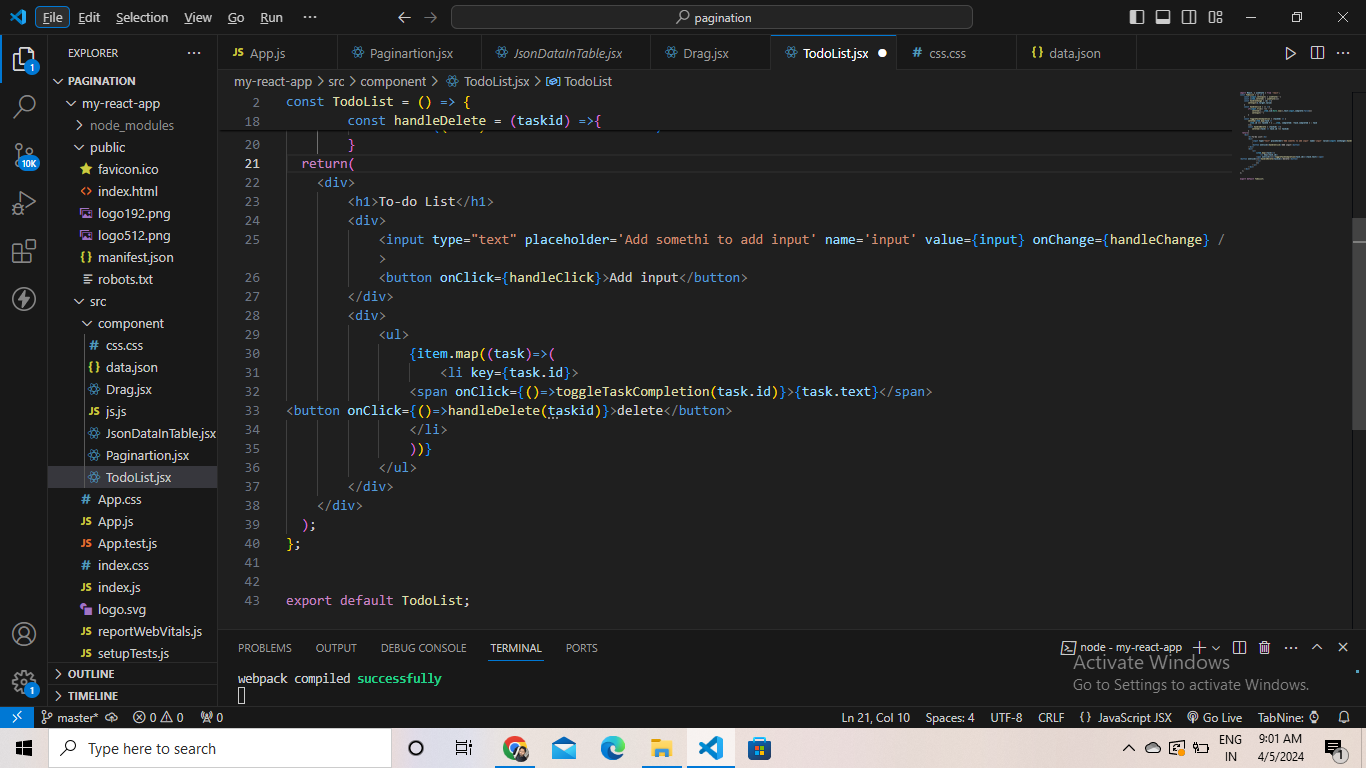 File Edit Selection View Go Run ··· pagination
EXPLORER ···
PAGINATION
my-react-app
node_modules
public
favicon.ico
index.html
logo192.png
logo512.png
manifest.json
robots.txt
src
component
css.css
data.json
Drag.jsx
js.js
JsonDataInTable.jsx
Paginartion.jsx
TodoList.jsx
App.css
App.js
App.test.js
index.css
index.js
logo.svg
reportWebVitals.js
setupTests.js
OUTLINE
TIMELINE
1
10K
1
App.js Paginartion.jsx JsonDataInTable.jsx Drag.jsx TodoList.jsx css.css data.json
my-react-app > src > component > TodoList.jsx > TodoList
2 const TodoList = () => {
18 const handleDelete = (taskid) =>{
20 }
21 return(
22 <div>
23 <h1>To-do List</h1>
24 <div>
25 <input type="text" placeholder='Add somethi to add input' name='input' value={input} onChange={handleChange} /
>
26 <button onClick={handleClick}>Add input</button>
27 </div>
28 <div>
29 <ul>
30 {item.map((task)=>(
31 <li key={task.id}>
32 <span onClick={()=>toggleTaskCompletion(task.id)}>{task.text}</span>
33 <button onClick={()=>handleDelete(taskid)}>delete</button>
34 </li>
35 ))}
36 </ul>
37 </div>
38 </div>
39 );
40 };
41
42
43 export default TodoList;
PROBLEMS OUTPUT DEBUG CONSOLE TERMINAL PORTS node - my-react-app
webpack compiled successfully
Activate Windows
Go to Settings to activate Windows.
master* 0 0 0 Ln 21, Col 10 Spaces: 4 UTF-8 CRLF {} JavaScript JSX Go Live TabNine:
Type here to search
ENG
IN
9:01 AM
4/5/2024
1